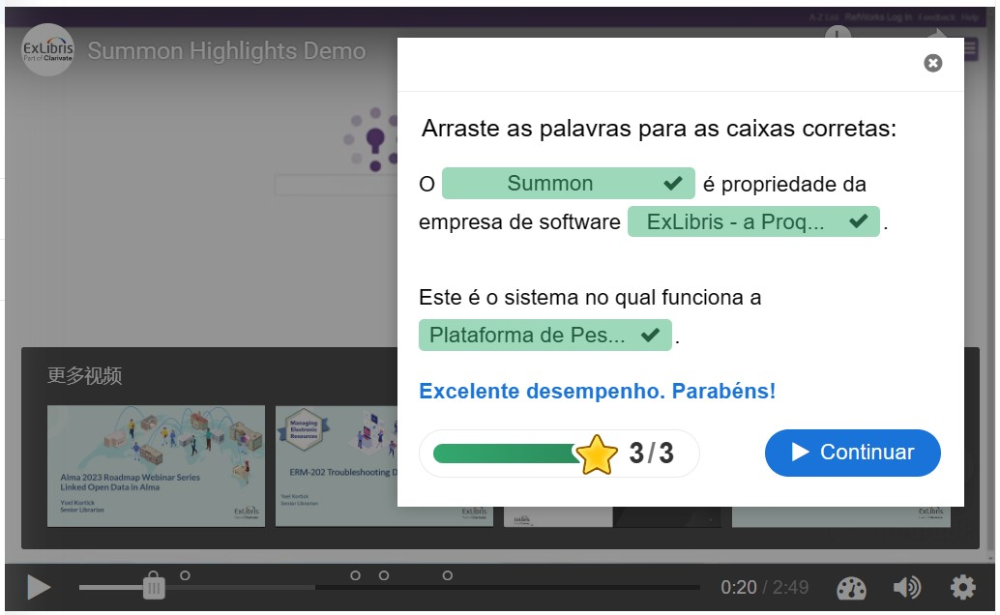 A-Z List RefWorks Log In Feedback Help
ExLibris
Part of Clarivate
Summon Highlights Demo
Arraste as palavras para as caixas corretas:
O Summon é propriedade da
empresa de software ExLibris - a Proq... .
Este é o sistema no qual funciona a
Plataforma de Pes... .
Excelente desempenho. Parabéns!
3/3
Continuar
更多视频
Alma 2023 Roadmap Webinar Series
Linked Open Data in Alma
Yoel Kortick
Senior Librarian
ExLibris
Managing
Electronic
Resources
ERM-202 Troubleshooting D
Yoel Kortick
Senior Librarian
ExLibris
ExLibris
ExLibris
0:20 / 2:49